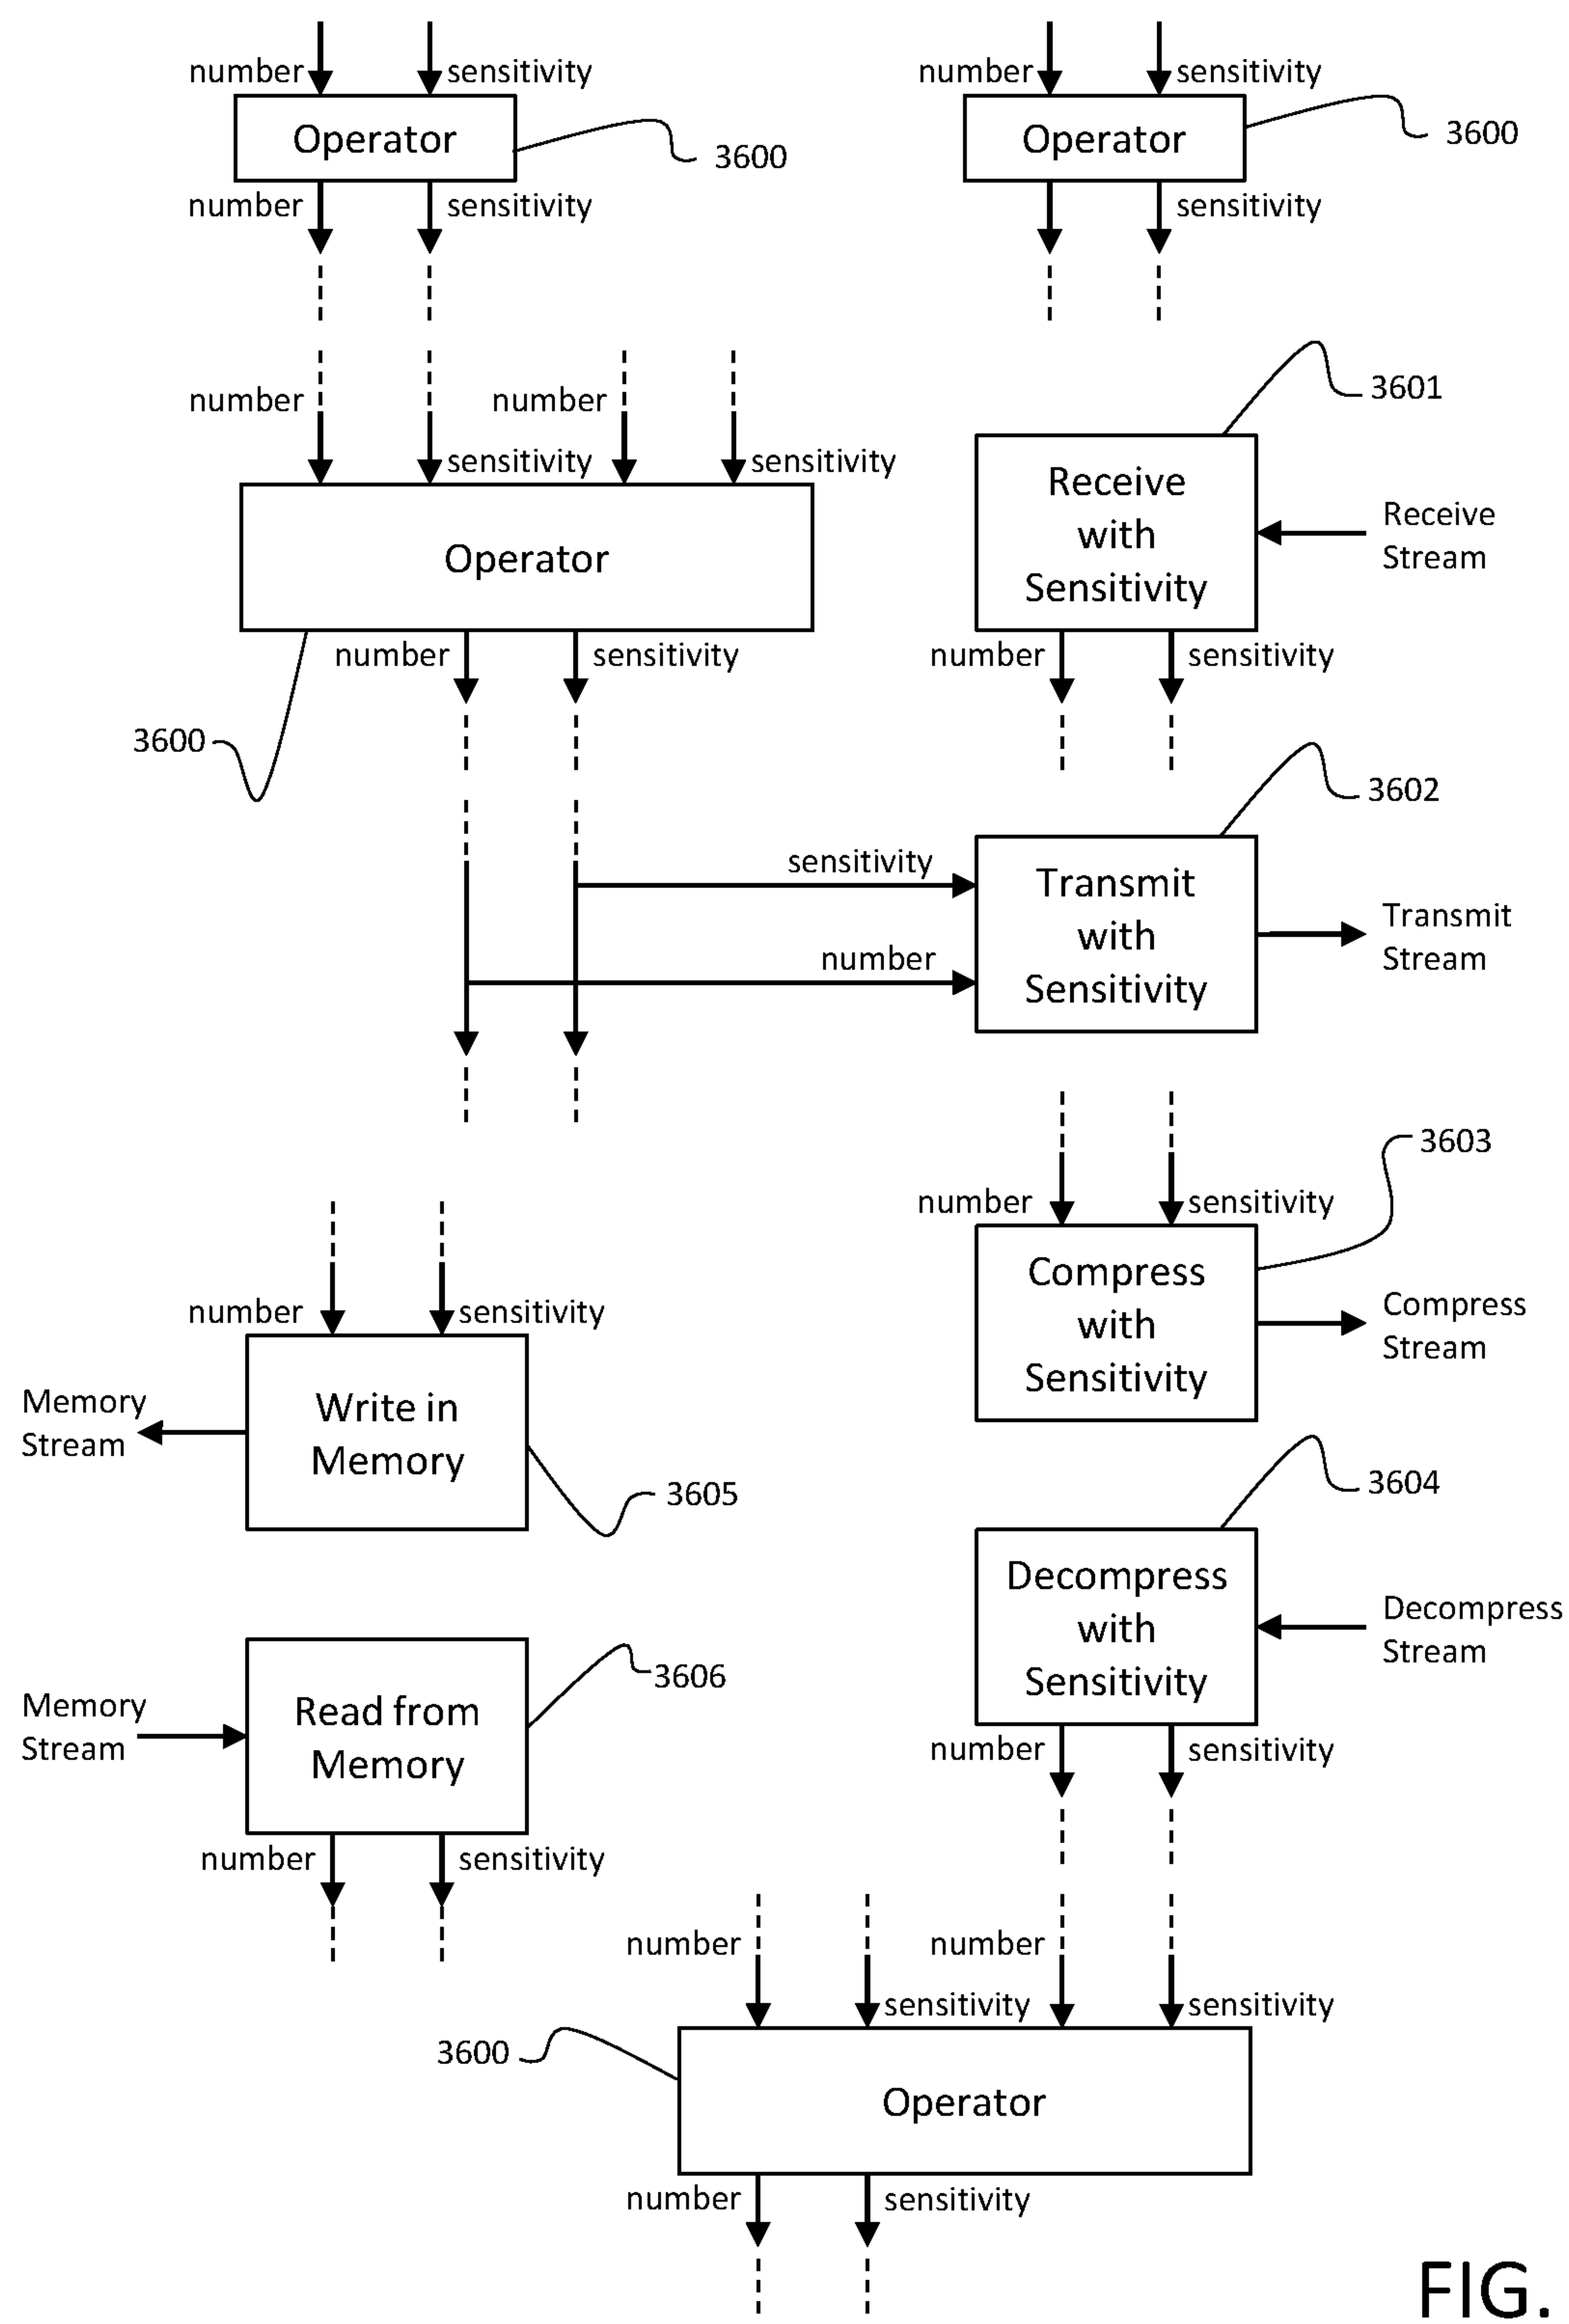 number sensitivity number sensitivity
Operator 3600 Operator 3600
number sensitivity sensitivity
number number 3601
sensitivity sensitivity
Operator
Receive
with
Sensitivity
Receive
Stream
number sensitivity number sensitivity
3600
3602
sensitivity
number
Transmit
with
Sensitivity
Transmit
Stream
3603
number sensitivity
Compress
with
Sensitivity
Compress
Stream
number sensitivity
Memory
Stream
Write in
Memory
3605
3604
Decompress
with
Sensitivity
Decompress
Stream
Memory
Stream
Read from
Memory
3606
number sensitivity
number sensitivity
number number
sensitivity sensitivity
3600
Operator
number sensitivity
FIG.